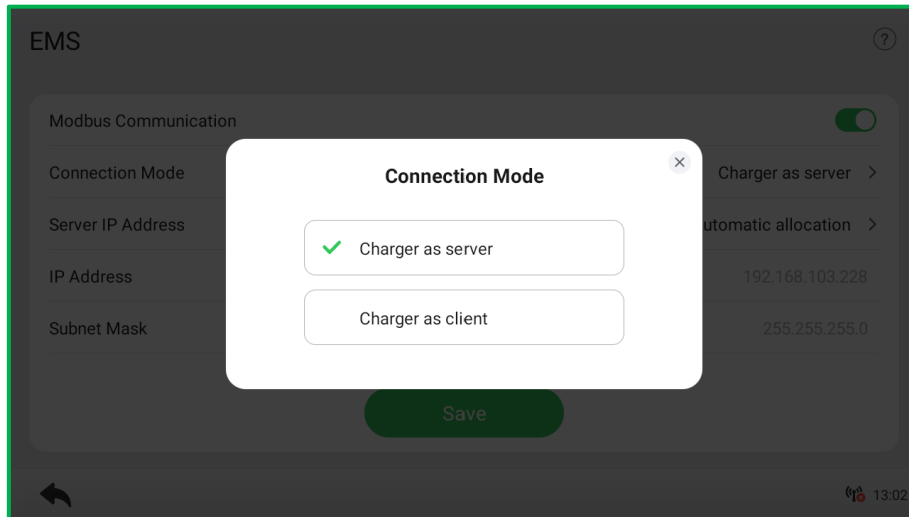 EMS
?
Modbus Communication
Connection Mode
Charger as server >
Server IP Address
utomatic allocation >
IP Address
192.168.103.228
Subnet Mask
255.255.255.0
Connection Mode
Charger as server
Charger as client
Save
13:02